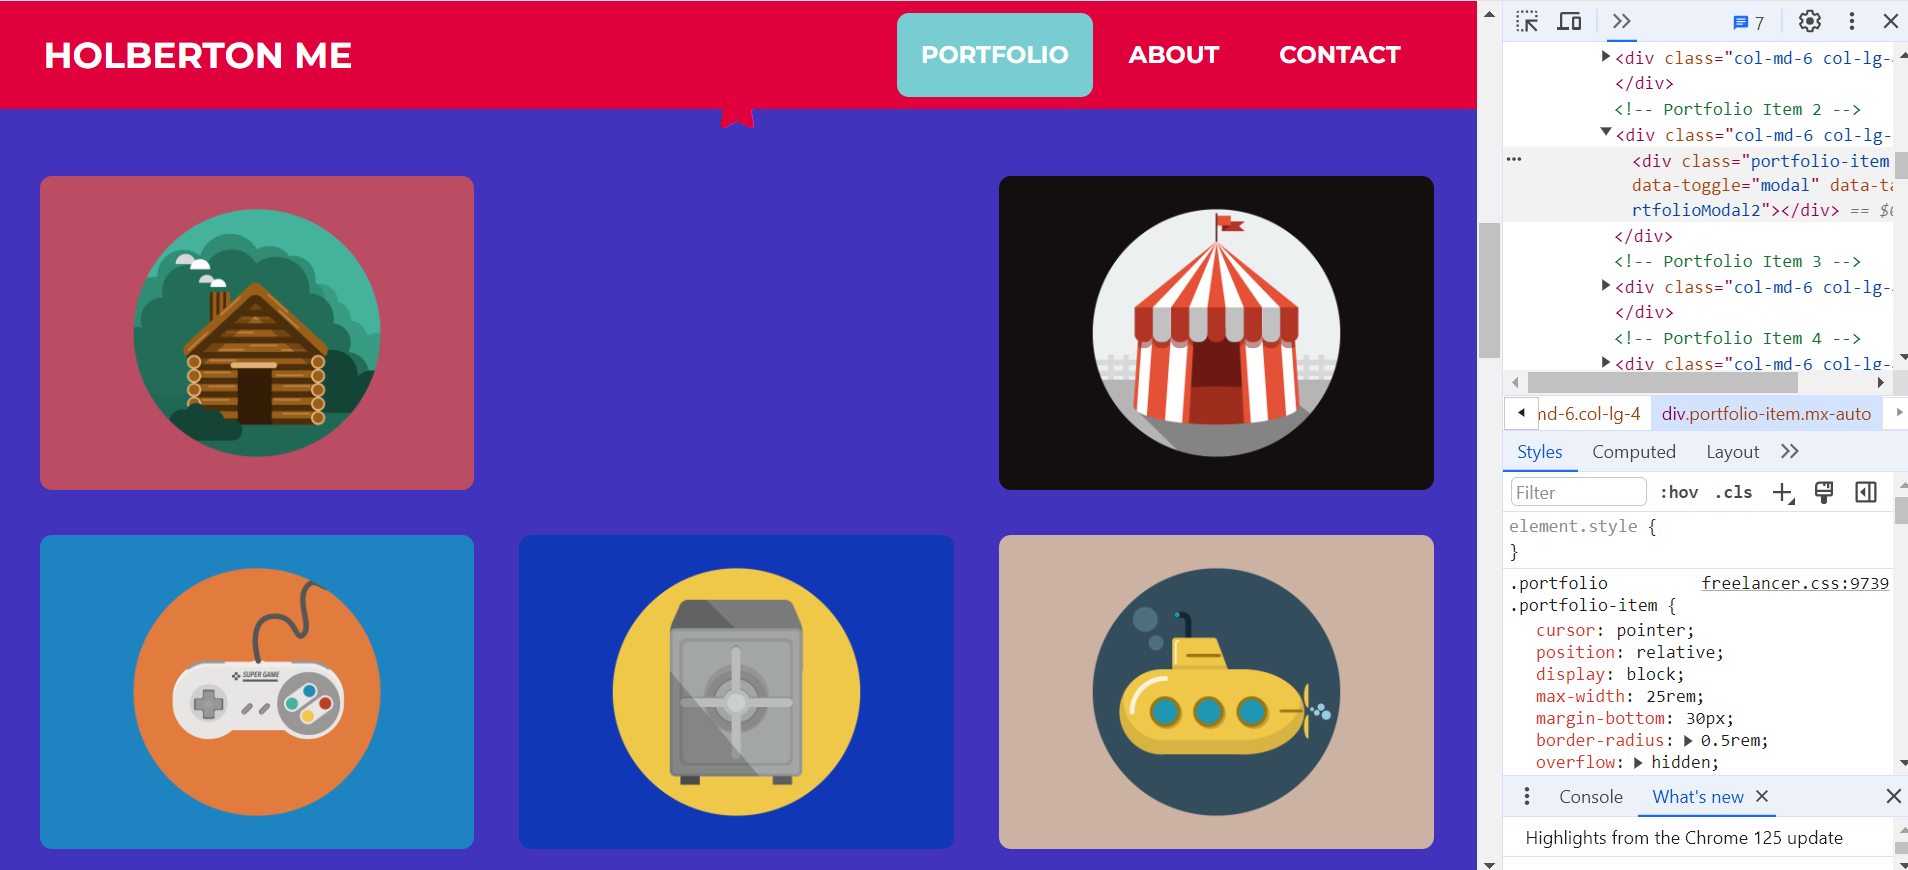 HOLBERTON ME
PORTFOLIO
ABOUT
CONTACT
SUPER GAME
7
<div class="col-md-6 col-lg-
</div>
<!-- Portfolio Item 2 -->
<div class="col-md-6 col-lg-
<div class="portfolio-item
data-toggle="modal" data-ta
rtfolioModal2"></div> == $
</div>
<!-- Portfolio Item 3 -->
<div class="col-md-6 col-lg-
</div>
<!-- Portfolio Item 4 -->
<div class="col-md-6 col-lg-
md-6.col-lg-4 div.portfolio-item.mx-auto
Styles Computed Layout
Filter :hov .cls
element.style {
}
.portfolio freelancer.css:9739
.portfolio-item {
cursor: pointer;
position: relative;
display: block;
max-width: 25rem;
margin-bottom: 30px;
border-radius: 0.5rem;
overflow: hidden;
Console What's new
Highlights from the Chrome 125 update